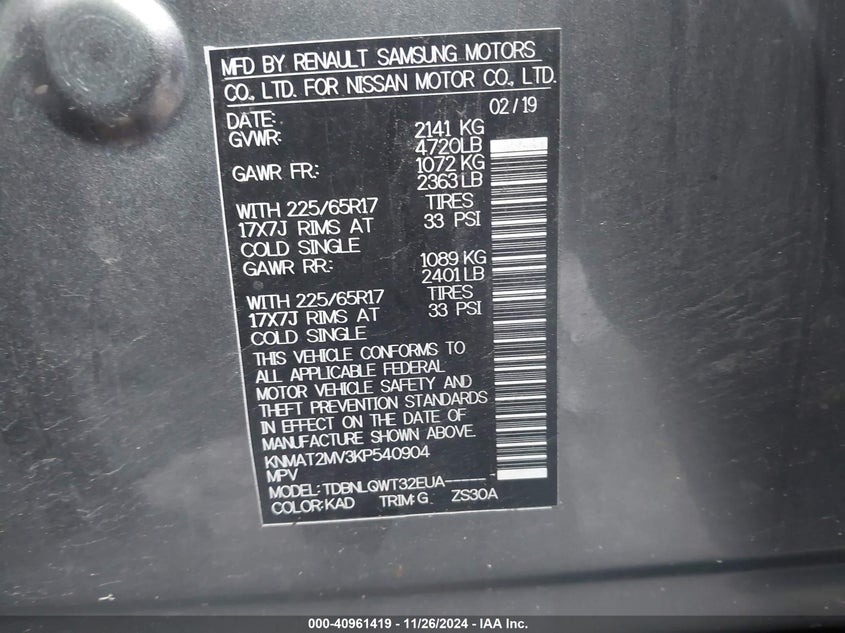 MFD BY RENAULT SAMSUNG MOTORS
CO., LTD. FOR NISSAN MOTOR CO., LTD.
DATE: 02/19
GVWR: 2141 KG
4720LB
GAWR FR: 1072 KG
2363LB
WITH 225/65R17 TIRES
17X7J RIMS AT 33 PSI
COLD SINGLE
GAWR RR: 1089 KG
2401LB
WITH 225/65R17 TIRES
17X7J RIMS AT 33 PSI
COLD SINGLE
THIS VEHICLE CONFORMS TO
ALL APPLICABLE FEDERAL
MOTOR VEHICLE SAFETY AND
THEFT PREVENTION STANDARDS
IN EFFECT ON THE DATE OF
MANUFACTURE SHOWN ABOVE.
KNMAT2MV3KP540904
MPV
MODEL: TDBNLQWT32EUA------
COLOR:KAD TRIM:G ZS30A
000-40961419 - 11/26/2024 - IAA Inc.